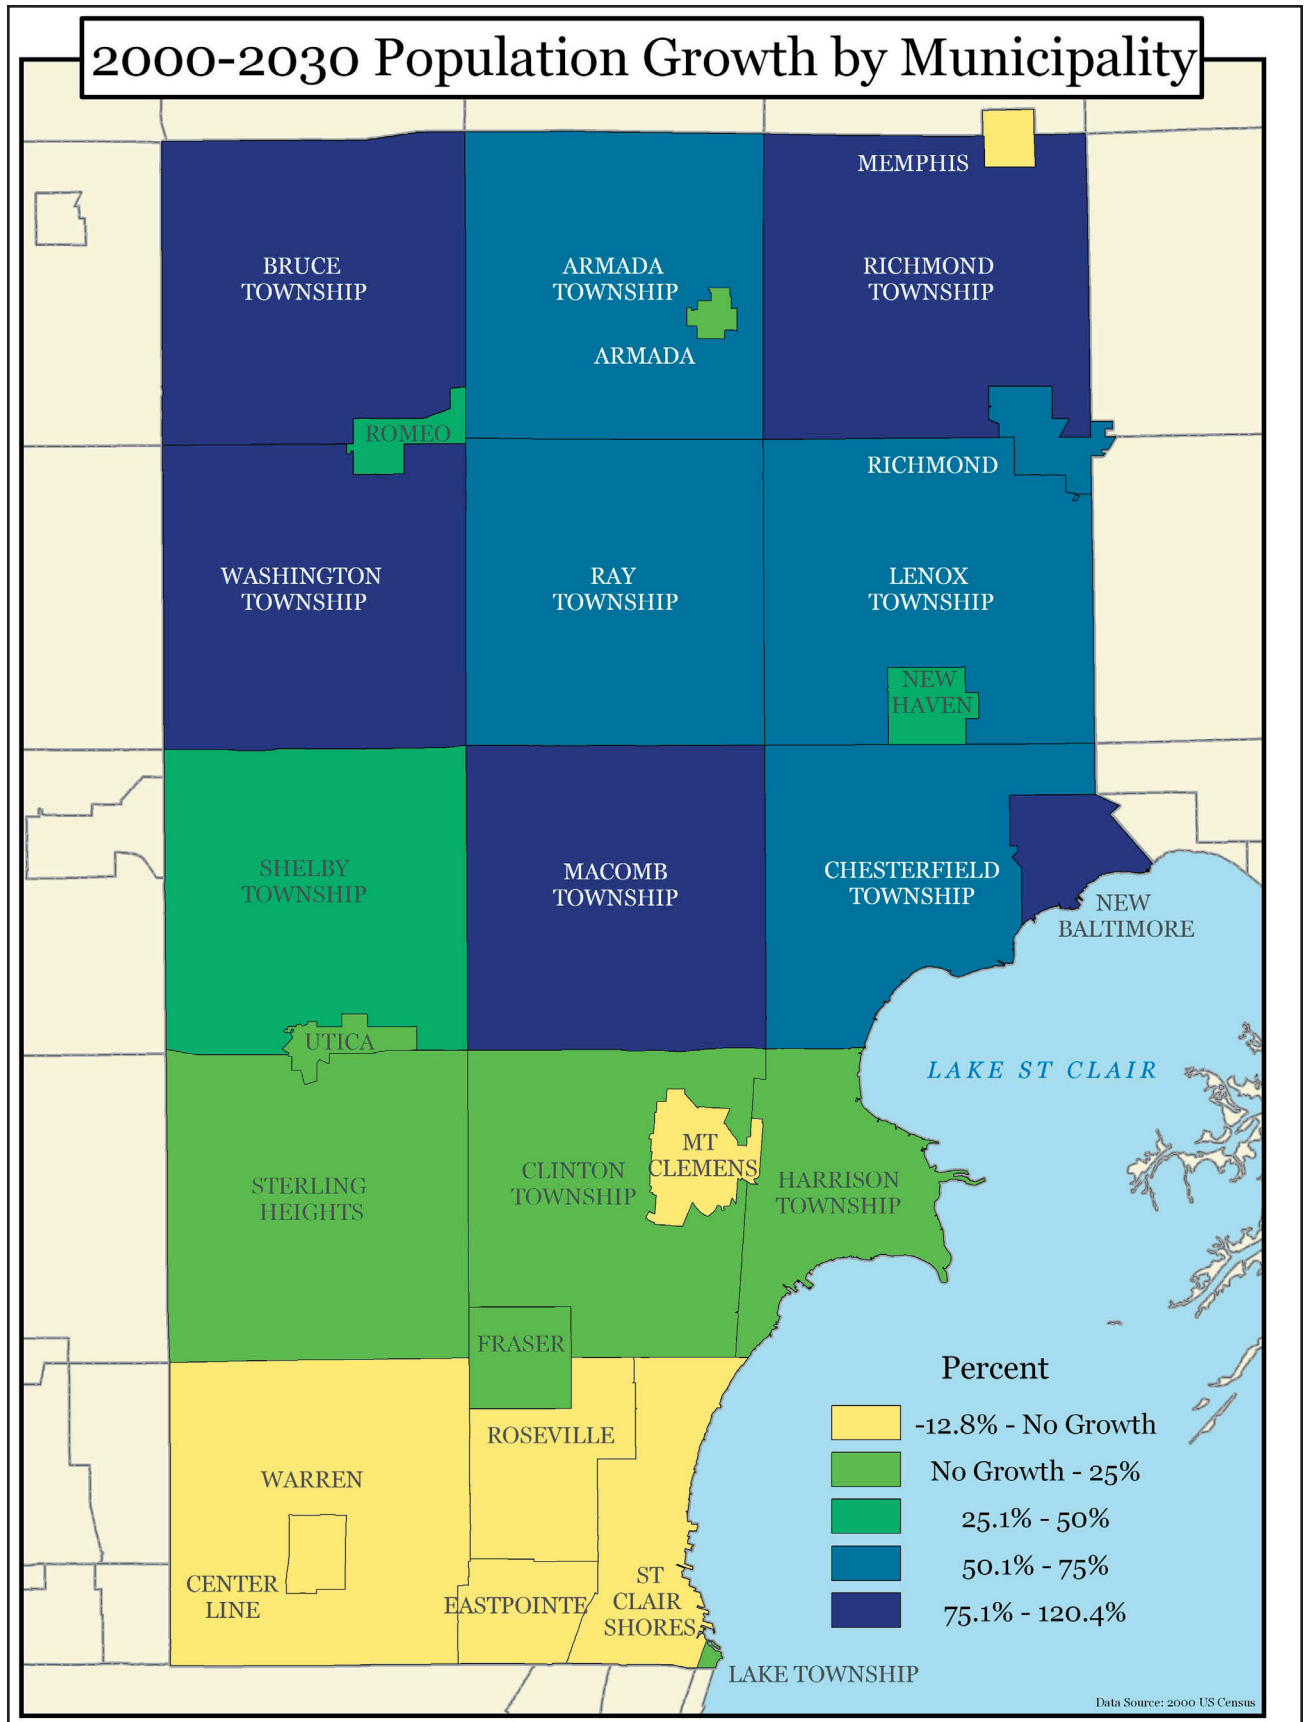 2000-2030 Population Growth by Municipality
MEMPHIS
BRUCE
TOWNSHIP
ARMADA
TOWNSHIP
RICHMOND
TOWNSHIP
ARMADA
ROMEO
RICHMOND
WASHINGTON
TOWNSHIP
RAY
TOWNSHIP
LENOX
TOWNSHIP
NEW
HAVEN
SHELBY
TOWNSHIP
MACOMB
TOWNSHIP
CHESTERFIELD
TOWNSHIP
NEW
BALTIMORE
UTICA
LAKE ST CLAIR
STERLING
HEIGHTS
CLINTON
TOWNSHIP
MT
CLEMENS
HARRISON
TOWNSHIP
FRASER
ROSEVILLE
WARREN
CENTER
LINE
EASTPOINTE
ST
CLAIR
SHORES
LAKE TOWNSHIP
Percent
-12.8% - No Growth
No Growth - 25%
25.1% - 50%
50.1% - 75%
75.1% - 120.4%
Data Source: 2000 US Census